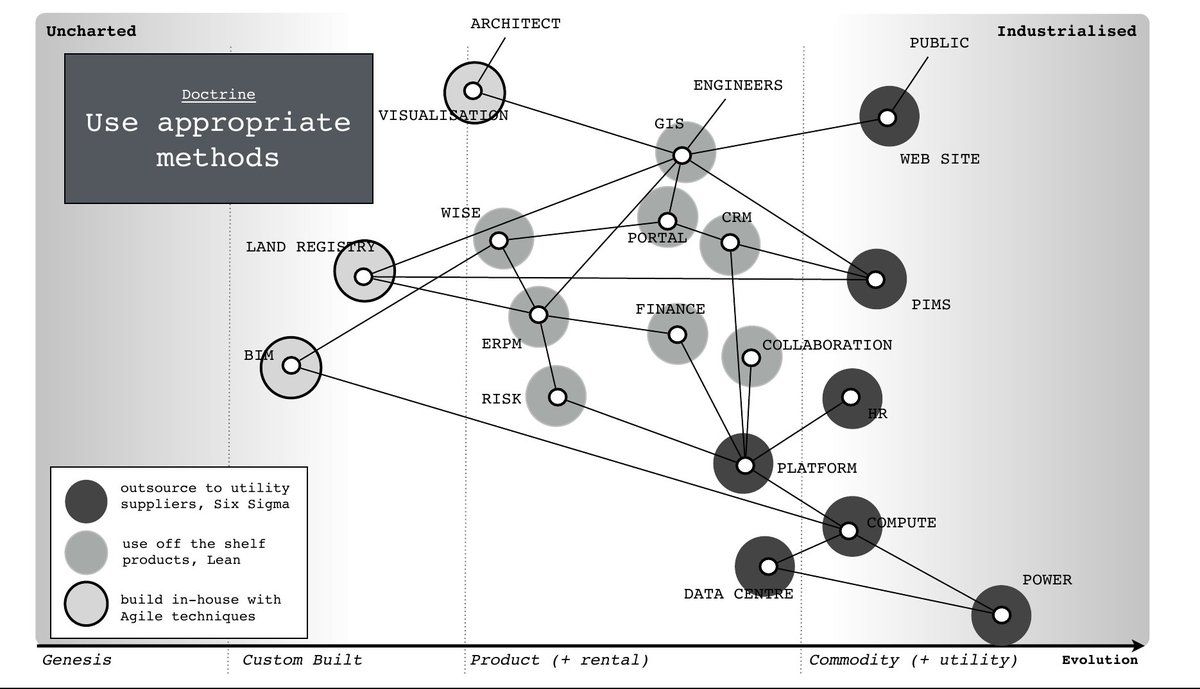 Uncharted
Industrialised
ARCHITECT
PUBLIC
ENGINEERS
Doctrine
Use appropriate
methods
VISUALISATION
GIS
WEB SITE
WISE
CRM
PORTAL
LAND REGISTRY
PIMS
FINANCE
ERPM
COLLABORATION
BIM
RISK
HR
PLATFORM
COMPUTE
DATA CENTRE
POWER
outsource to utility
suppliers, Six Sigma
use off the shelf
products, Lean
build in-house with
Agile techniques
Genesis
Custom Built
Product (+ rental)
Commodity (+ utility)
Evolution